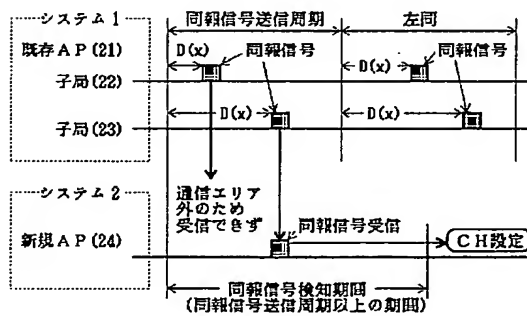 システム1
同報信号送信周期
左同
既存AP(21)
D(x)
同報信号
D(x)
同報信号
子局(22)
D(x)
D(x)
子局(23)
システム2
通信エリア
外のため
受信できず
同報信号受信
新規AP(24)
CH設定
同報信号検知期間
(同報信号送信周期以上の期間)